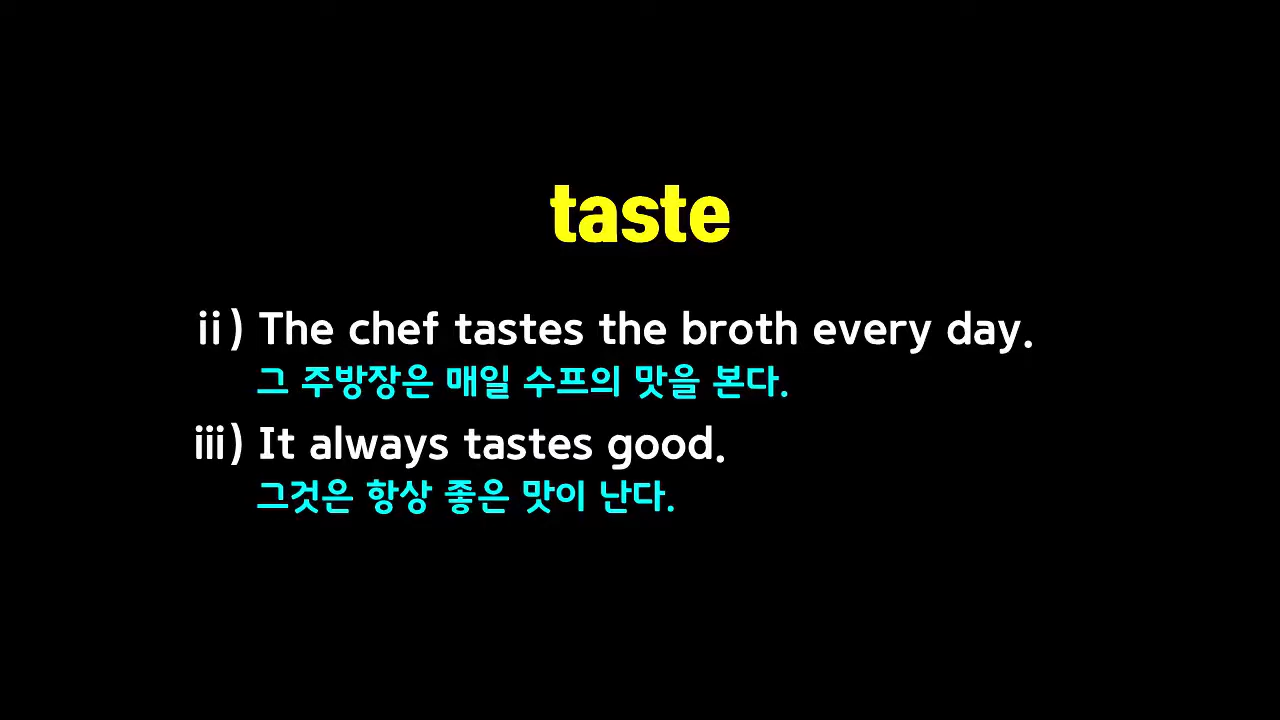 taste
ii) The chef tastes the broth every day.
그 주방장은 매일 수프의 맛을 본다.
iii) It always tastes good.
그것은 항상 좋은 맛이 난다.